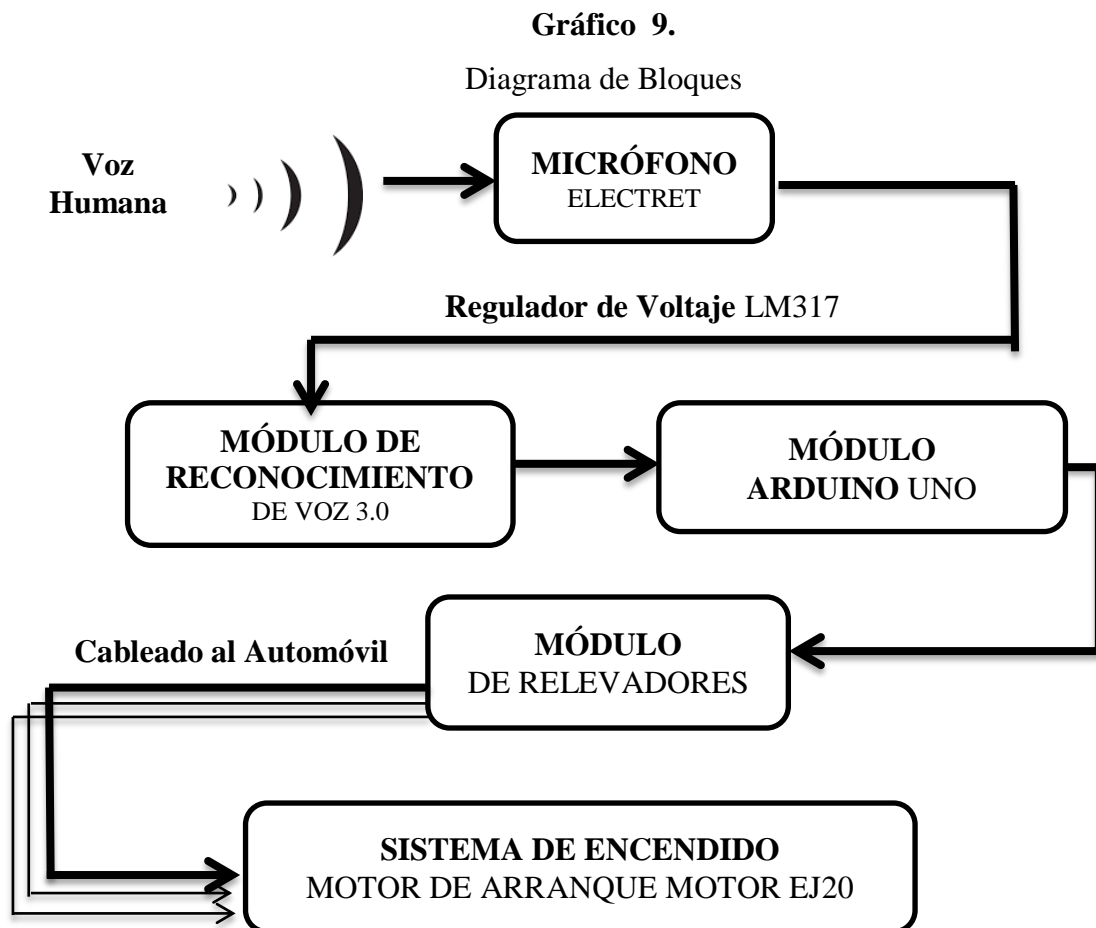 Gráfico 9.
Diagrama de Bloques
Voz
Humana
MICRÓFONO
ELECTRET
Regulador de Voltaje LM317
MÓDULO DE
RECONOCIMIENTO
DE VOZ 3.0
MÓDULO
ARDUINO UNO
Cableado al Automóvil
MÓDULO
DE RELEVADORES
SISTEMA DE ENCENDIDO
MOTOR DE ARRANQUE MOTOR EJ20